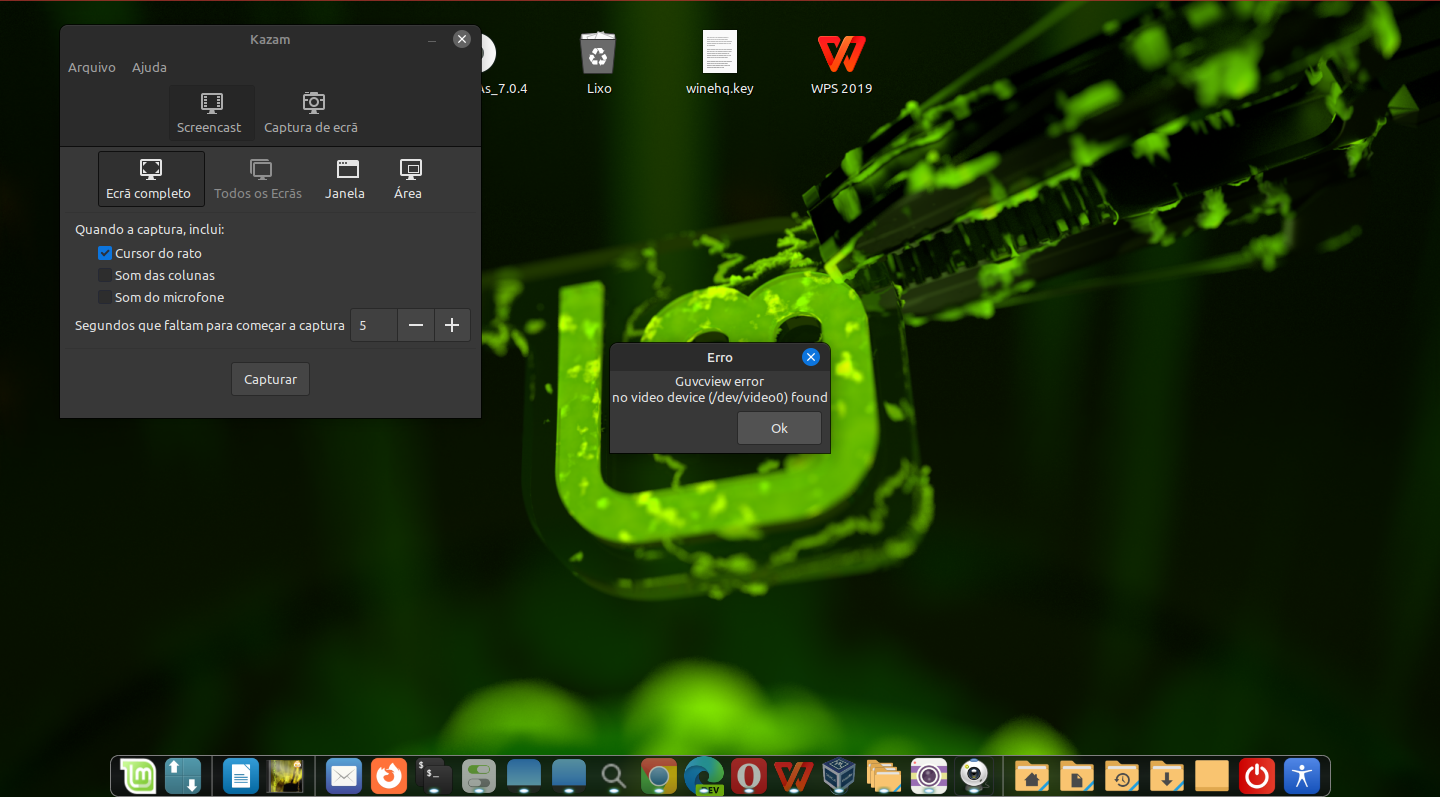 Kazam
Arquivo Ajuda
Screencast Captura de ecrã
Ecrã completo Todos os Ecrãs Janela Área
Quando a captura, inclui:
Cursor do rato
Som das colunas
Som do microfone
Segundos que faltam para começar a captura 5
Capturar
As_7.0.4
Lixo
winehq.key
WPS 2019
Erro
Guvcview error
no video device (/dev/video0) found
Ok